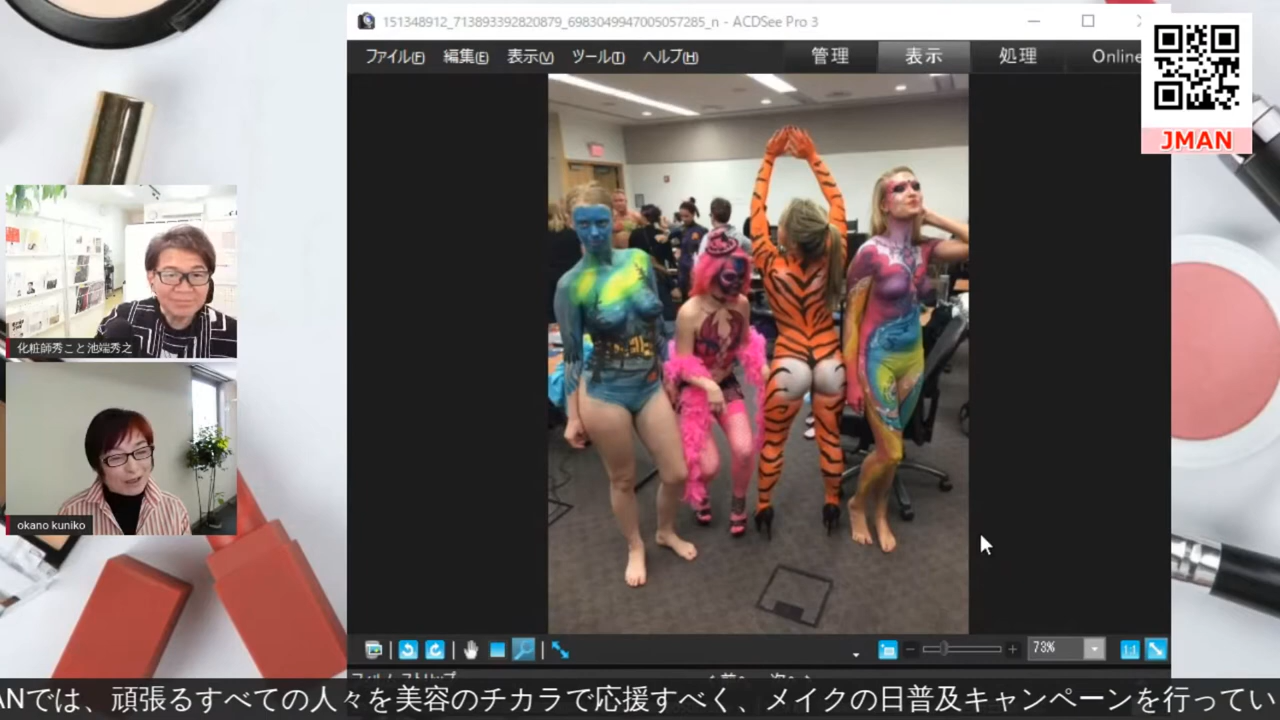 151348912_713893392820879_6983049947005057285_n - ACDSee Pro 3
ファイル(F) 編集(E) 表示(V) ツール(T) ヘルプ(H) 管理 表示 処理 Online
JMAN
化粧師秀こと池端秀之
okano kuniko
73%
1:1
ANでは、頑張るすべての人々を美容のチカラで応援すべく、メイクの日普及キャンペーンを行ってい